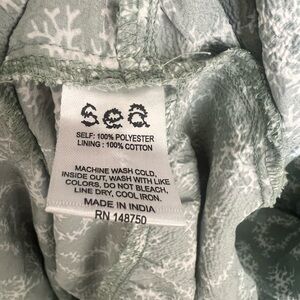 sea
SELF: 100% POLYESTER
LINING : 100% COTTON
MACHINE WASH COLD,
INSIDE OUT, WASH WITH LIKE
COLORS, DO NOT BLEACH,
LINE DRY, COOL IRON.
MADE IN INDIA
RN 148750